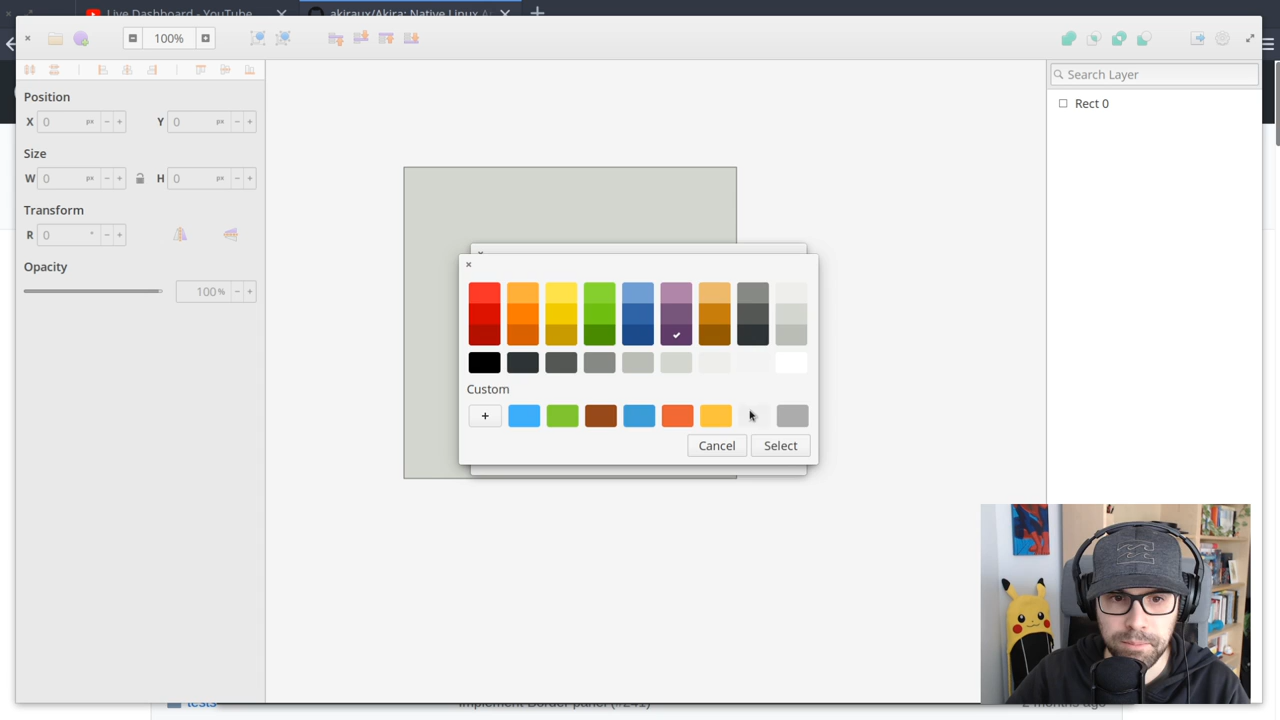 Live Dashboard - YouTube
akiraux/Akira: Native Linux A
100%
Search Layer
Position
Rect 0
X 0 px - + Y 0 px - +
Size
W 0 px - + H 0 px - +
Transform
R 0 ° - +
Opacity
100% - +
Custom
+
Cancel Select
tests Implement Border panel (#241) 2 months ago